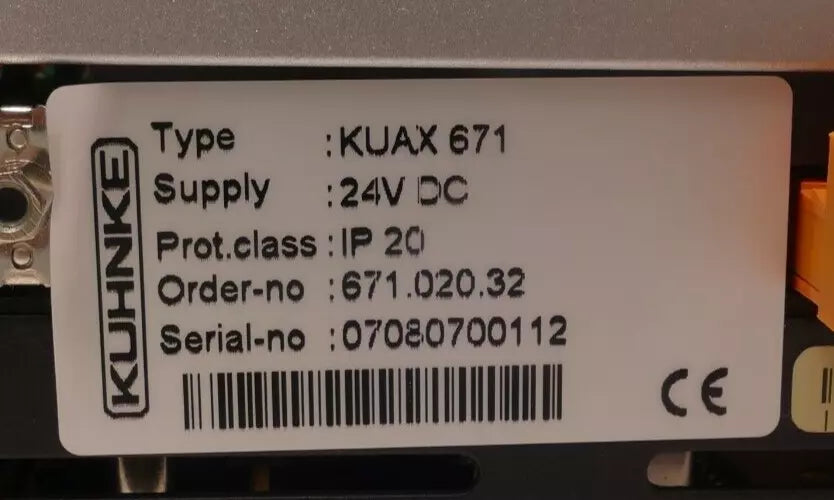 KUHNKE
Type :KUAX 671
Supply :24V DC
Prot.class :IP 20
Order-no :671.020.32
Serial-no :07080700112
CE